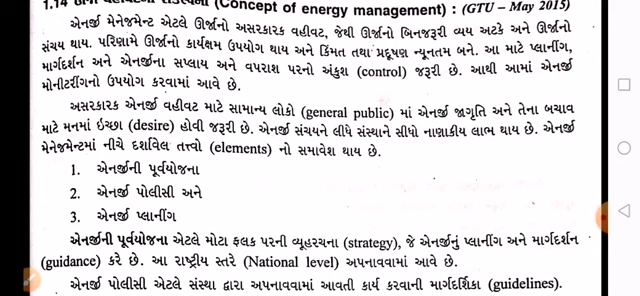 (Concept of energy management) : (GTU - May 2015)
એનર્જી મેનેજમેન્ટ એટલે ઊર્જાનો અસરકારક વહીવટ, જેથી ઊર્જાનો બિનજરૂરી વ્યય અટકે અને ઊર્જાનો
સંચય થાય. પરિણામે ઊર્જાનો કાર્યક્ષમ ઉપયોગ થાય અને કિંમત તથા પ્રદૂષણ ન્યૂનતમ બને. આ માટે પ્લાનીંગ,
માર્ગદર્શન અને એનર્જીના સપ્લાય અને વપરાશ પરનો અંકુશ (control) જરૂરી છે. આથી આમાં એનર્જી
મોનીટરીંગનો ઉપયોગ કરવામાં આવે છે.
અસરકારક એનર્જી વહીવટ માટે સામાન્ય લોકો (general public) માં એનર્જી જાગૃતિ અને તેના બચાવ
માટે મનમાં ઇચ્છા (desire) હોવી જરૂરી છે. એનર્જી સંચયને લીધે સંસ્થાને સીધો નાણાકીય લાભ થાય છે. એનર્જી
મેનેજમેન્ટમાં નીચે દર્શાવેલ તત્ત્વો (elements) નો સમાવેશ થાય છે.
1. એનર્જીની પૂર્વયોજના
2. એનર્જી પોલીસી અને
3. એનર્જી પ્લાનીંગ
એનર્જીની પૂર્વયોજના એટલે મોટા ફલક પરની વ્યૂહરચના (strategy), જે એનર્જીનું પ્લાનીંગ અને માર્ગદર્શન
(guidance) કરે છે. આ રાષ્ટ્રીય સ્તરે (National level) અપનાવવામાં આવે છે.
એનર્જી પોલીસી એટલે સંસ્થા દ્વારા અપનાવવામાં આવતી કાર્ય કરવાની માર્ગદર્શિકા (guidelines).